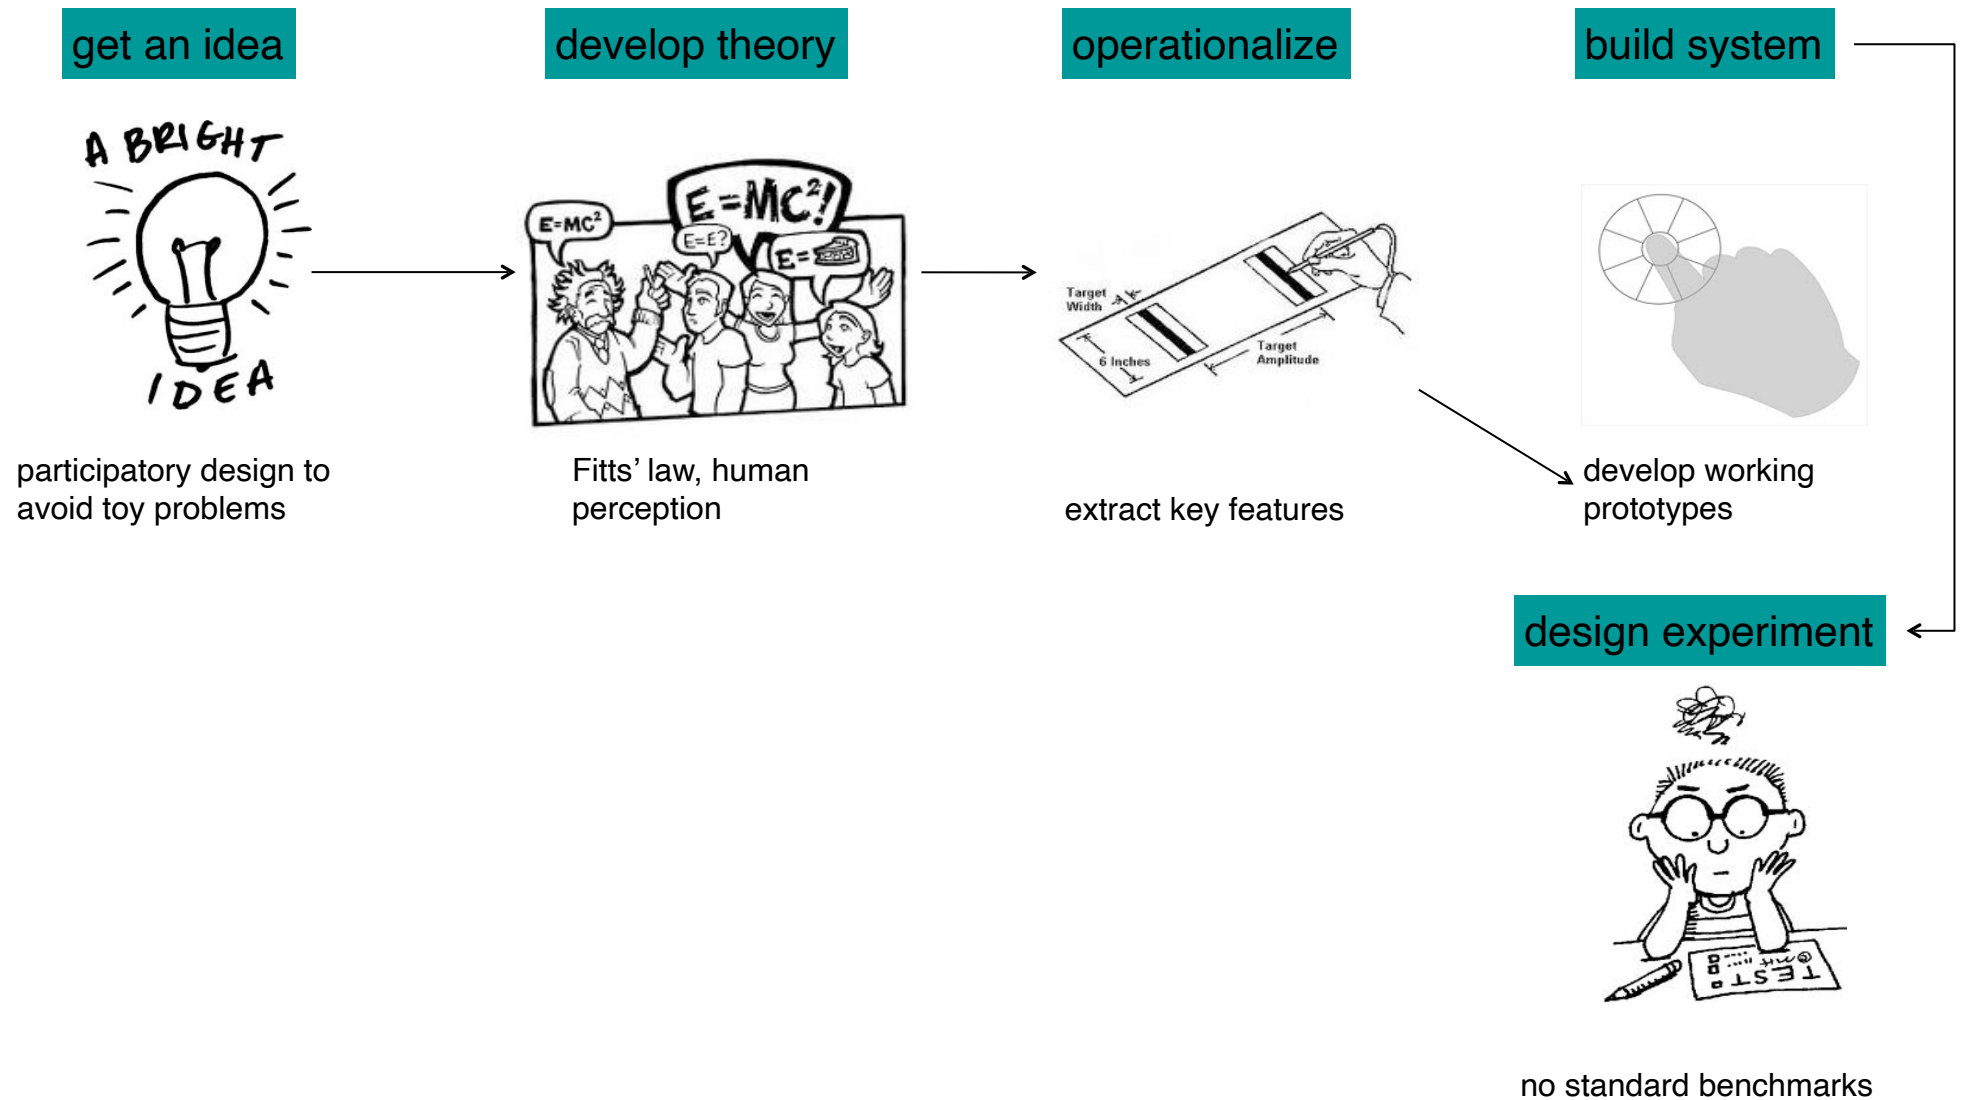 get an idea
develop theory
operationalize
build system
A BRIGHT
IDEA
E=MC²
E=MC²!
E=E?
E=
Target
Width
6 Inches
Target
Amplitude
participatory design to
avoid toy problems
Fitts’ law, human
perception
extract key features
develop working
prototypes
design experiment
TEST
no standard benchmarks